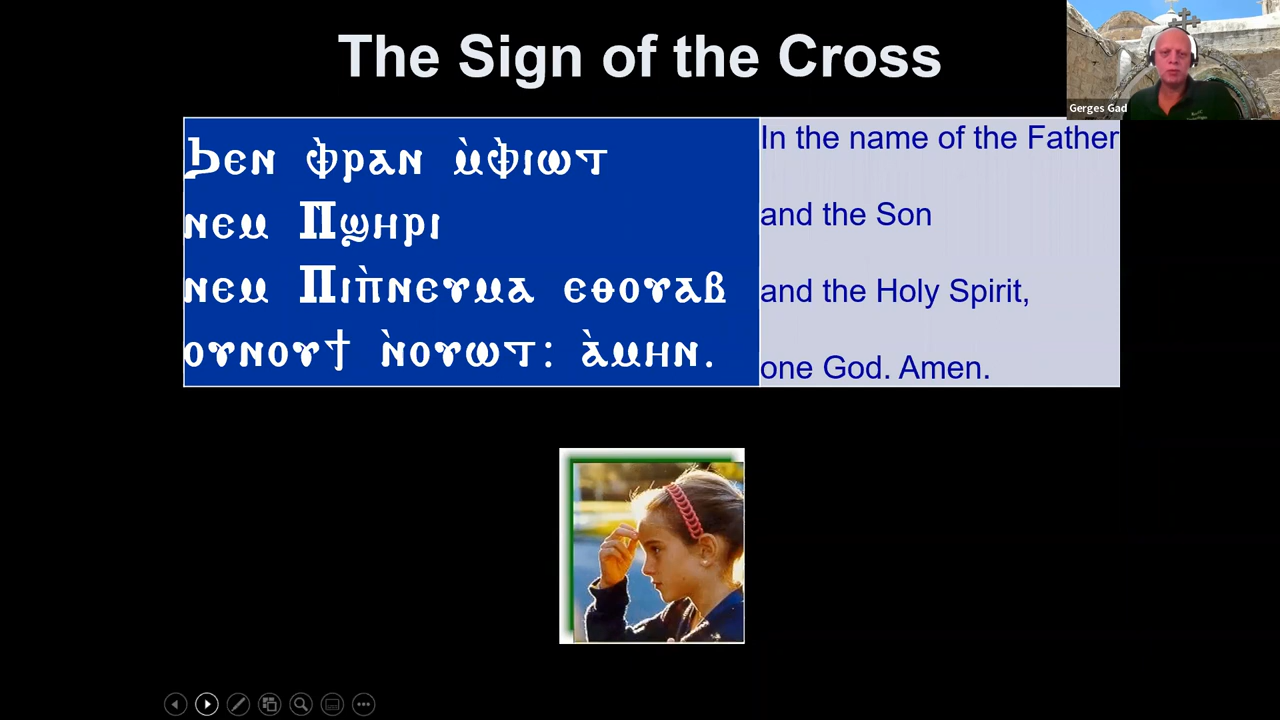 The Sign of the Cross
Gerges Gad
Ϧⲉⲛ ⲫ̀ⲣⲁⲛ ⲙ̀ⲫ̀ⲓⲱⲧ
ⲛⲉⲙ Ⲡϣⲏⲣⲓ
ⲛⲉⲙ Ⲡⲓⲡ̀ⲛⲉⲩⲙⲁ ⲉⲑⲟⲩⲁⲃ
ⲟⲩⲛⲟⲩϯ ⲛ̀ⲟⲩⲱⲧ: ⲁ̀ⲙⲏⲛ.
In the name of the Father
and the Son
and the Holy Spirit,
one God. Amen.